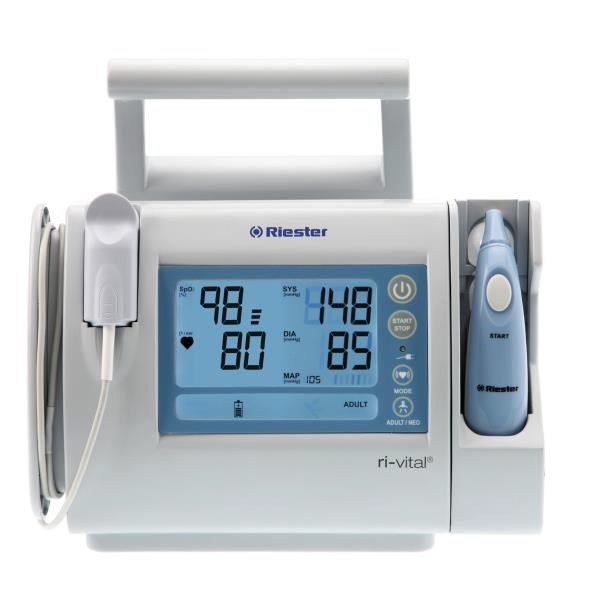 Riester
SpO₂ [%] 98 SYS [mmHg] 148
START STOP
[/min] 80 DIA [mmHg] 85
MAP [mmHg] 105
MODE
ADULT
ADULT / NEO
ri-vital®
START
Riester